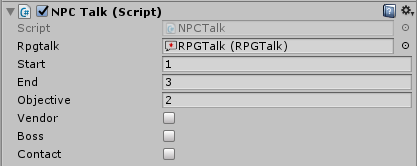 NPC Talk (Script)
Script NPCTalk
Rpgtalk RPGTalk (RPGTalk)
Start 1
End 3
Objective 2
Vendor
Boss
Contact